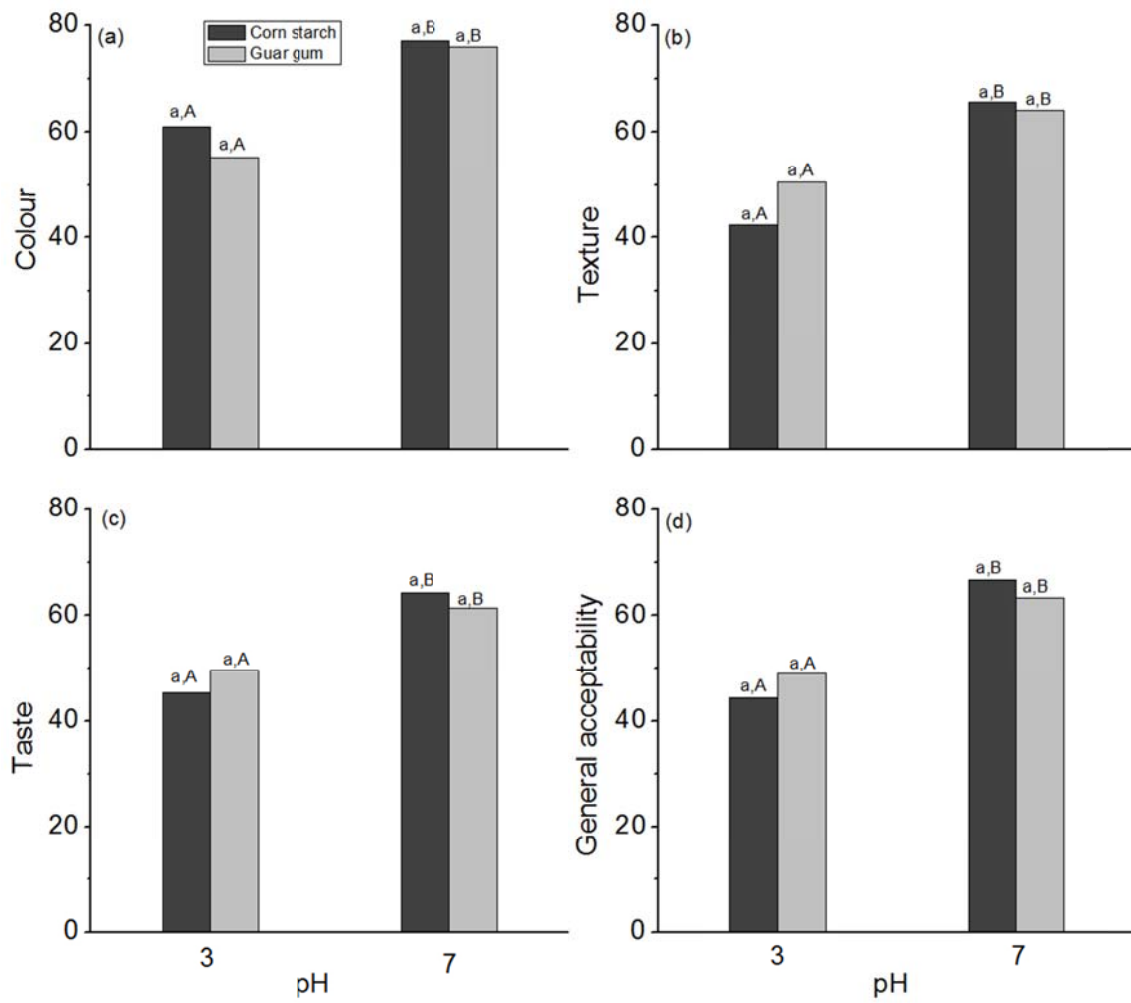 (a)
Corn starch
Guar gum
80
60
40
20
0
Colour
a,A
a,A
a,B
a,B
(b)
80
60
40
20
0
Texture
a,A
a,A
a,B
a,B
(c)
80
60
40
20
0
Taste
a,A
a,A
a,B
a,B
3
7
pH
(d)
80
60
40
20
0
General acceptability
a,A
a,A
a,B
a,B
3
7
pH